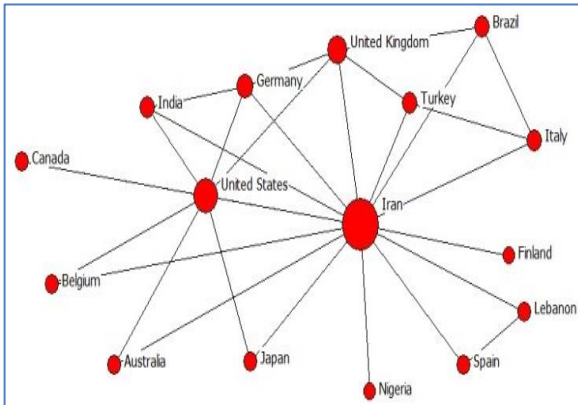 Brazil
United Kingdom
Germany
India
Turkey
Italy
Canada
United States
Iran
Finland
Belgium
Lebanon
Australia
Japan
Spain
Nigeria